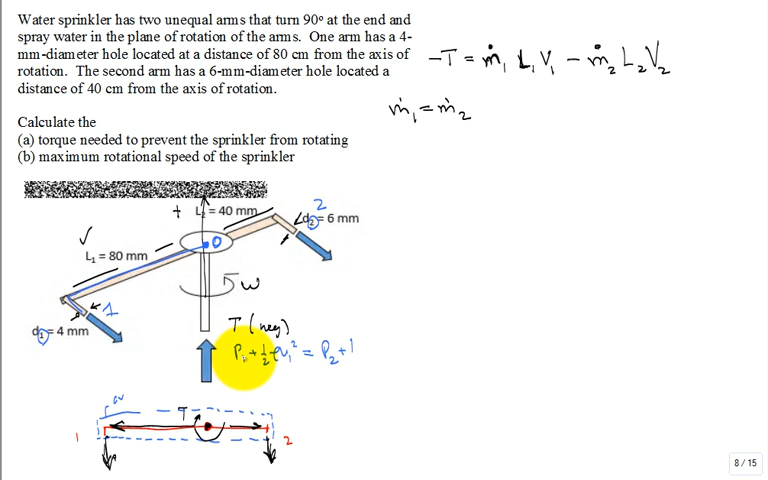 Water sprinkler has two unequal arms that turn 90° at the end and
spray water in the plane of rotation of the arms. One arm has a 4-
mm-diameter hole located at a distance of 80 cm from the axis of
rotation. The second arm has a 6-mm-diameter hole located a
distance of 40 cm from the axis of rotation.
Calculate the
(a) torque needed to prevent the sprinkler from rotating
(b) maximum rotational speed of the sprinkler
-T = ṁ₁ L₁ V₁ - ṁ₂ L₂ V₂
ṁ₁ = ṁ₂
+ L₂ = 40 mm
2
d₂ = 6 mm
O
L₁ = 80 mm
ω
1
d₁ = 4 mm
T (neg)
P₁ + ½ρV₁² = P₂ + 1
CV
T
1
2
8 / 15